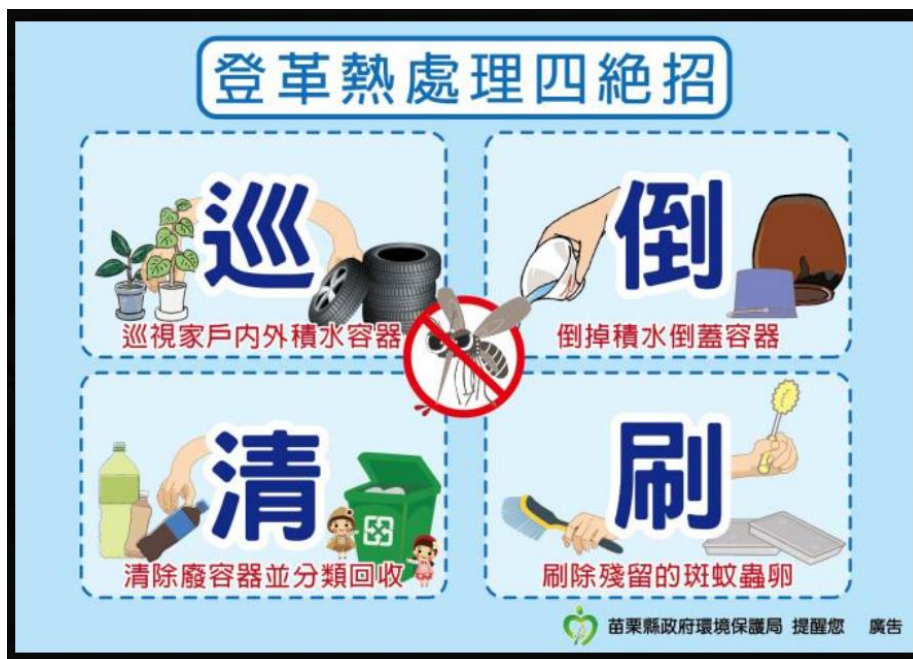 登革熱處理四絕招
巡
巡視家戶內外積水容器
倒
倒掉積水倒蓋容器
清
清除廢容器並分類回收
刷
刷除殘留的斑蚊蟲卵
苗栗縣政府環境保護局 提醒您 廣告